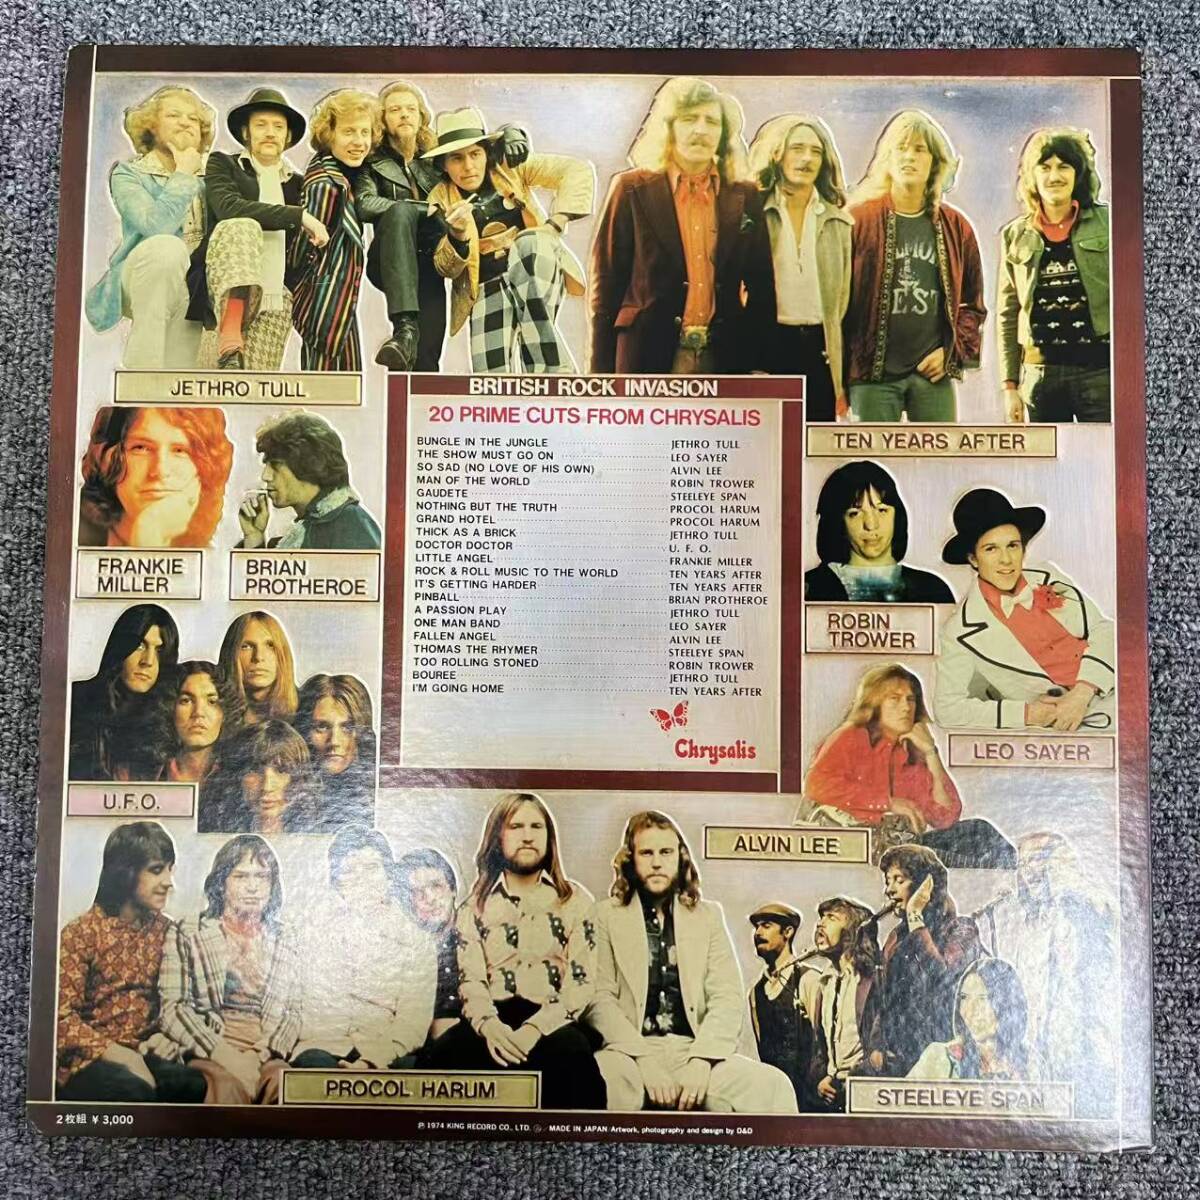 JETHRO TULL
BRITISH ROCK INVASION
20 PRIME CUTS FROM CHRYSALIS
BUNGLE IN THE JUNGLE JETHRO TULL
THE SHOW MUST GO ON LEO SAYER
SO SAD (NO LOVE OF HIS OWN) ALVIN LEE
MAN OF THE WORLD ROBIN TROWER
GAUDETE STEELEYE SPAN
NOTHING BUT THE TRUTH PROCOL HARUM
GRAND HOTEL PROCOL HARUM
THICK AS A BRICK JETHRO TULL
DOCTOR DOCTOR U. F. O.
LITTLE ANGEL FRANKIE MILLER
ROCK & ROLL MUSIC TO THE WORLD TEN YEARS AFTER
IT'S GETTING HARDER TEN YEARS AFTER
PINBALL BRIAN PROTHEROE
A PASSION PLAY JETHRO TULL
ONE MAN BAND LEO SAYER
FALLEN ANGEL ALVIN LEE
THOMAS THE RHYMER STEELEYE SPAN
TOO ROLLING STONED ROBIN TROWER
BOUREE JETHRO TULL
I'M GOING HOME TEN YEARS AFTER
Chrysalis
TEN YEARS AFTER
FRANKIE
MILLER
BRIAN
PROTHEROE
ROBIN
TROWER
LEO SAYER
U.F.O.
ALVIN LEE
PROCOL HARUM
STEELEYE SPAN
2枚組 ¥ 3,000
℗ 1974 KING RECORD CO., LTD. / MADE IN JAPAN Artwork, photography and design by D&D